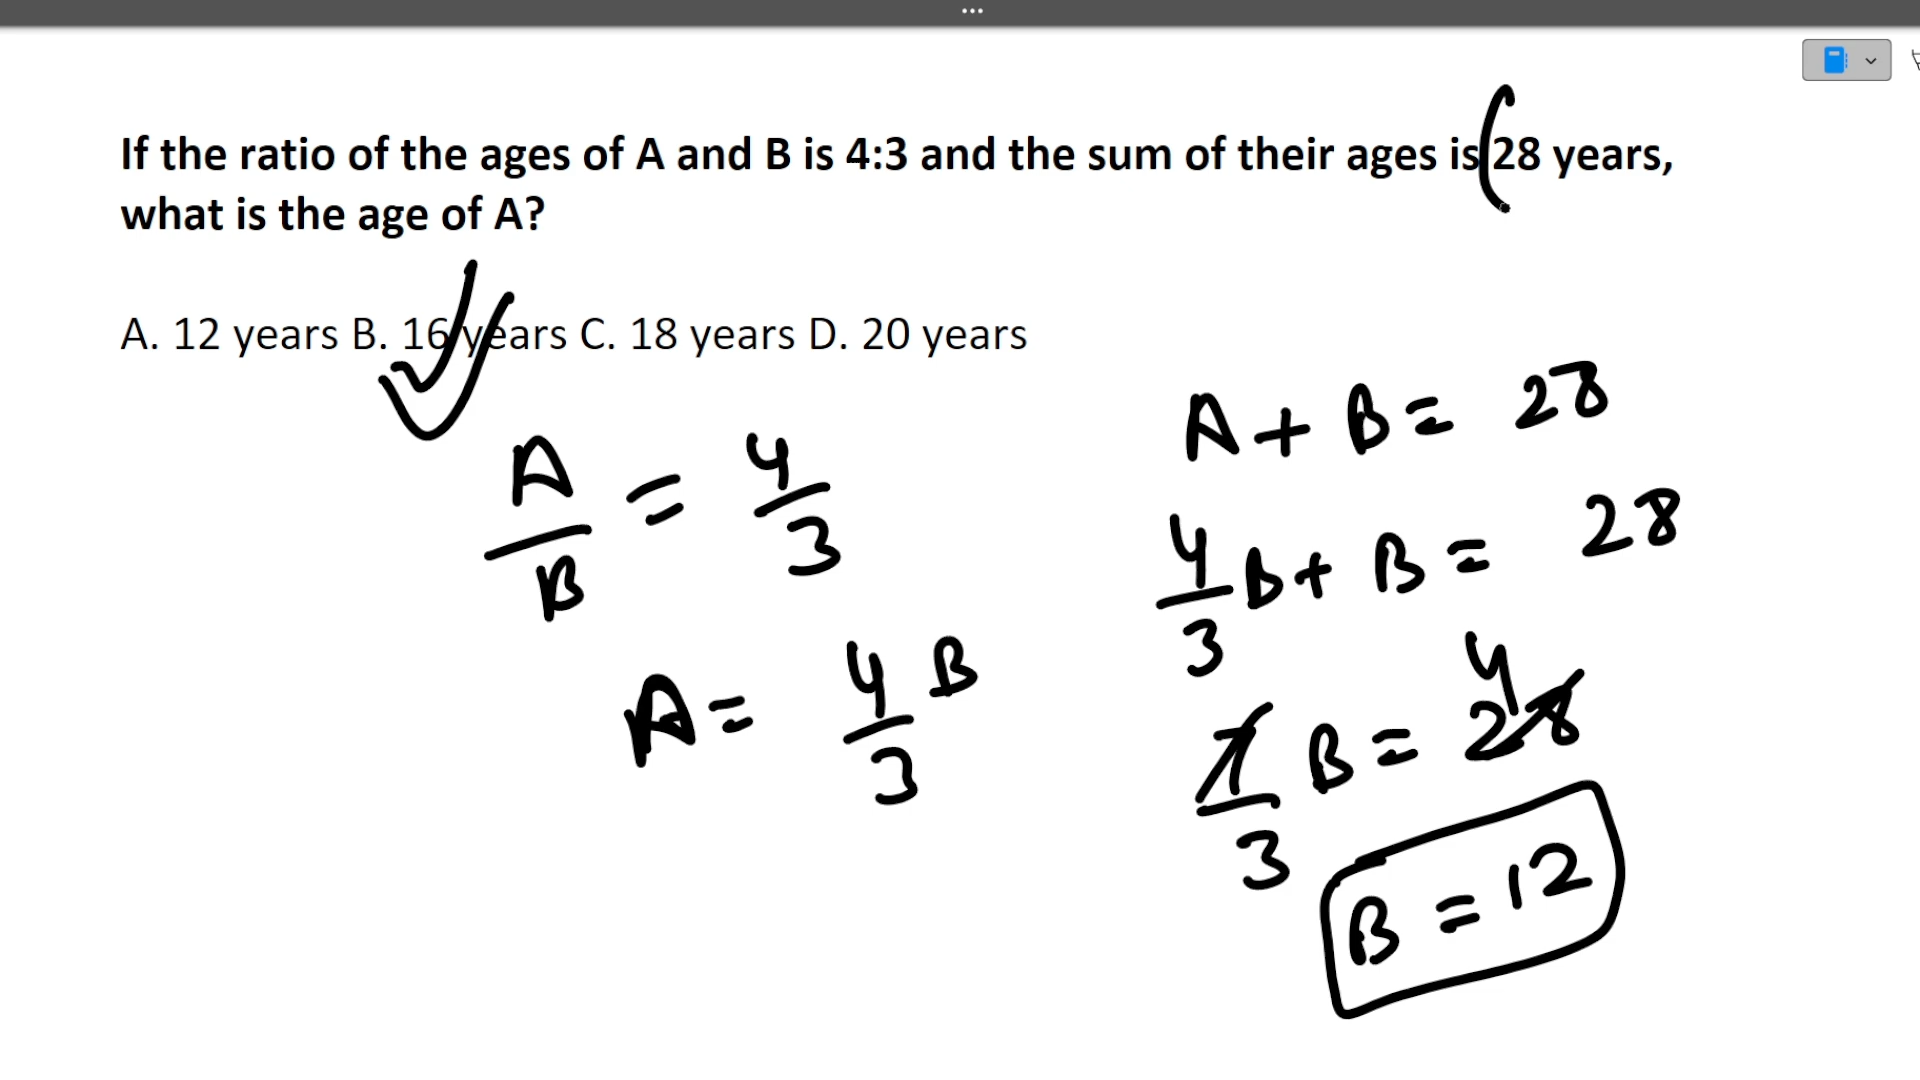 If the ratio of the ages of A and B is 4:3 and the sum of their ages is 28 years,
what is the age of A?
A. 12 years B. 16 years C. 18 years D. 20 years
A/B = 4/3
A = 4/3 B
A + B = 28
4/3 B + B = 28
4
7/3 B = 28
B = 12